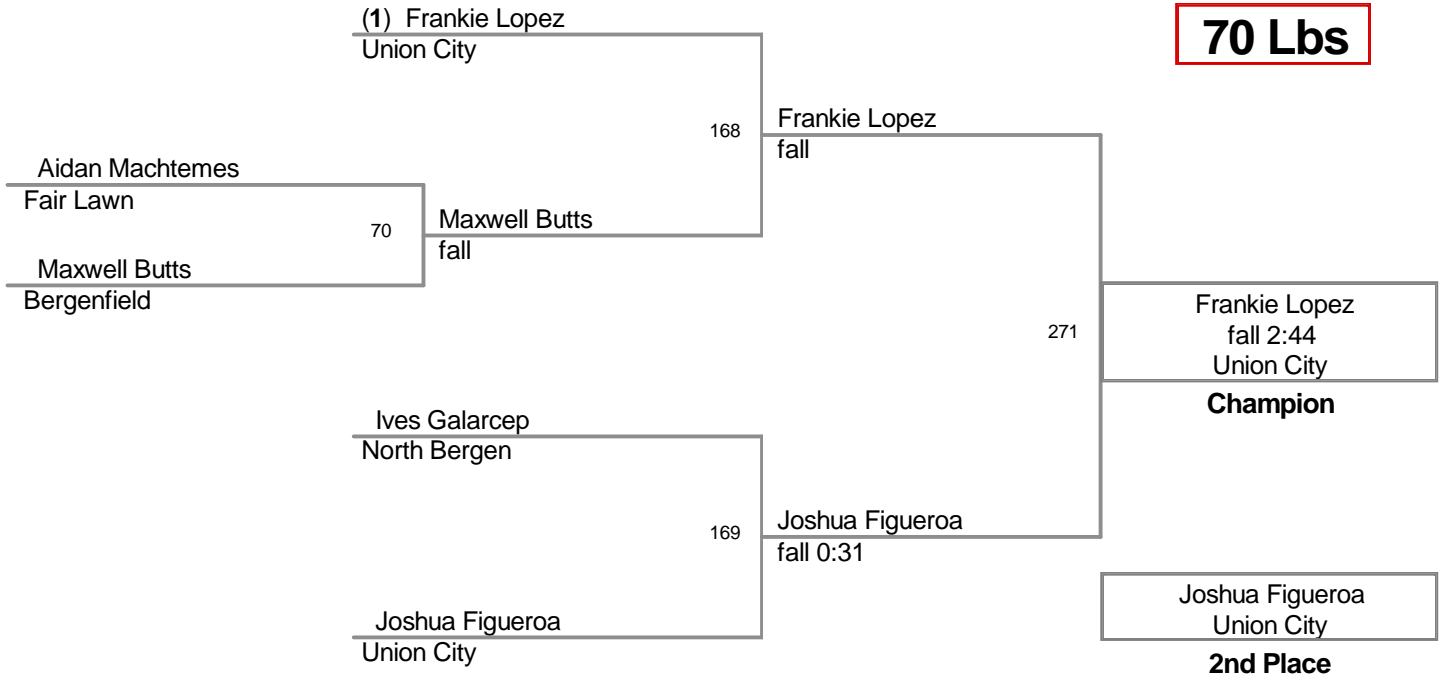 (1) Frankie Lopez
Union City
70 Lbs
168
Frankie Lopez
fall
Aidan Machtemes
Fair Lawn
70
Maxwell Butts
fall
Maxwell Butts
Bergenfield
271
Frankie Lopez
fall 2:44
Union City
Champion
Ives Galarcep
North Bergen
169
Joshua Figueroa
fall 0:31
Joshua Figueroa
Union City
Joshua Figueroa
Union City
2nd Place